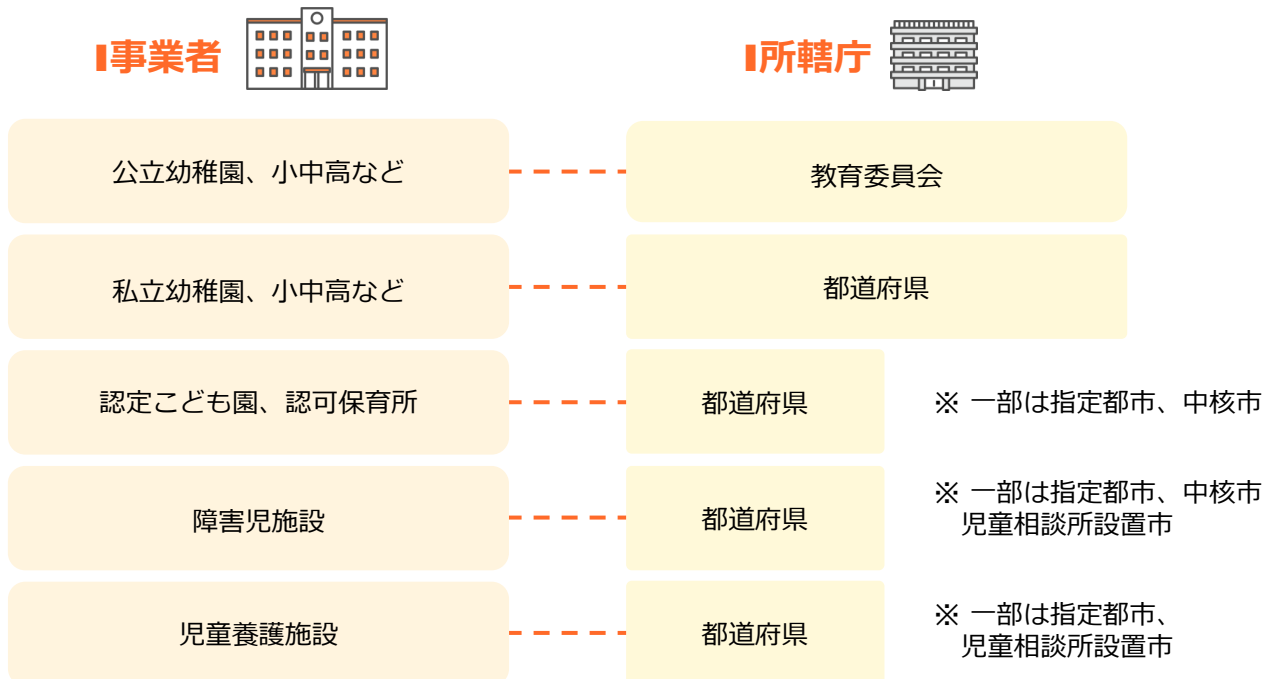 事業者
所轄庁
公立幼稚園、小中高など
教育委員会
私立幼稚園、小中高など
都道府県
認定こども園、認可保育所
都道府県
※ 一部は指定都市、中核市
障害児施設
都道府県
※ 一部は指定都市、中核市
児童相談所設置市
児童養護施設
都道府県
※ 一部は指定都市、
児童相談所設置市